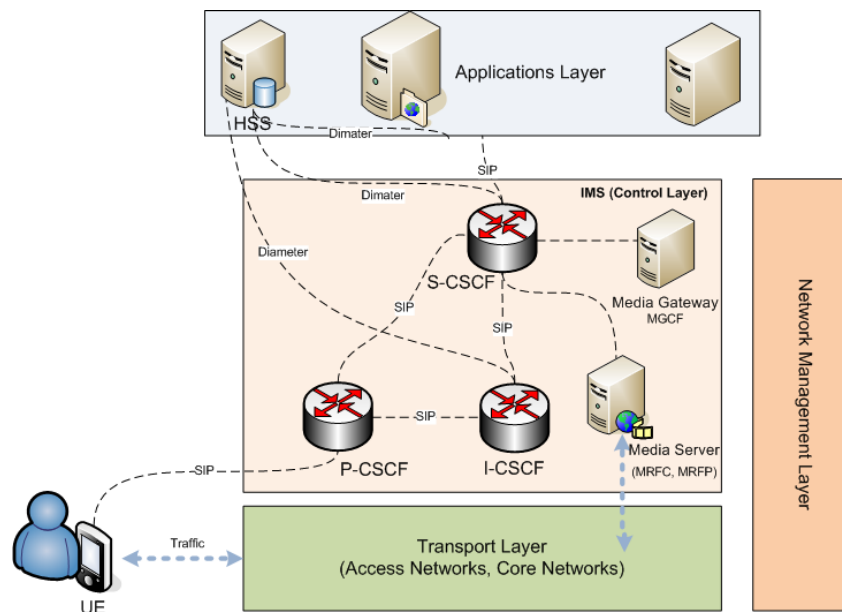 Applications Layer
HSS
Dimater
SIP
Dimater
IMS (Control Layer)
Diameter
S-CSCF
Media Gateway
MGCF
SIP
SIP
Network Management Layer
P-CSCF
SIP
I-CSCF
Media Server
(MRFC, MRFP)
SIP
Traffic
Transport Layer
(Access Networks, Core Networks)
UE